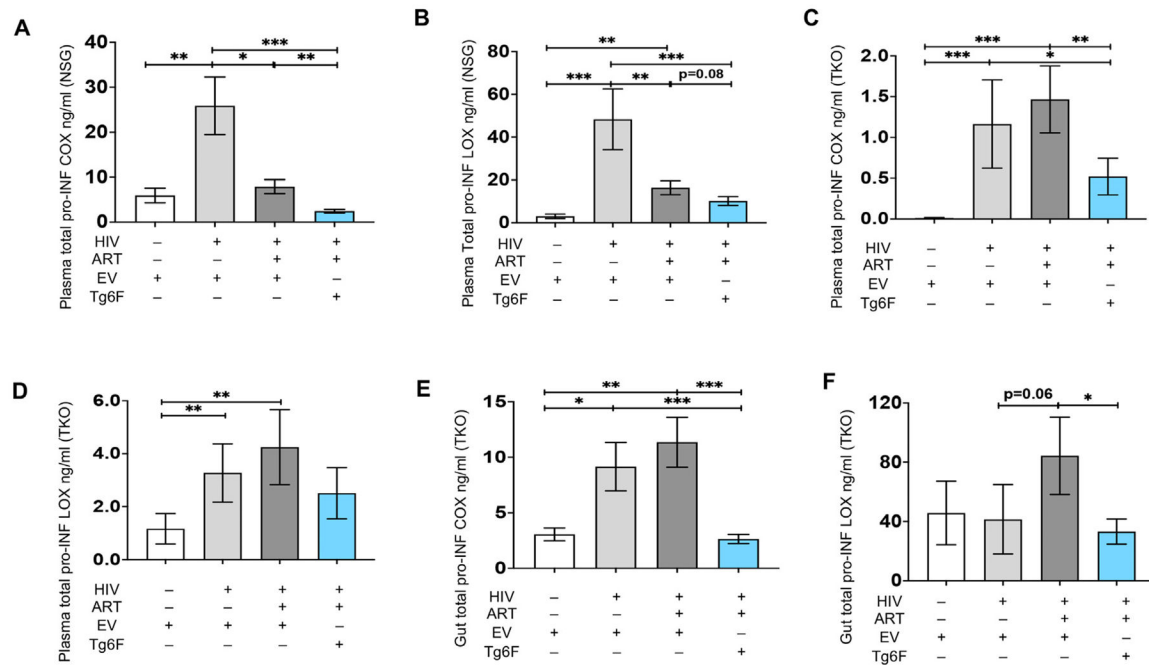 A
Plasma total pro-INF COX ng/ml (NSG)
40
30
20
10
0
** * **
***
HIV – + + +
ART – – + +
EV + + + –
Tg6F – – – +
B
Plasma Total pro-INF LOX ng/ml (NSG)
80
60
40
20
0
**
***
*** ** p=0.08
HIV – + + +
ART – – + +
EV + + + –
Tg6F – – – +
C
Plasma total pro-INF COX ng/ml (TKO)
2.0
1.5
1.0
0.5
0.0
*** **
*** *
HIV – + + +
ART – – + +
EV + + + –
Tg6F – – – +
D
Plasma total pro-INF LOX ng/ml (TKO)
6.0
4.0
2.0
0.0
**
**
HIV – + + +
ART – – + +
EV + + + –
Tg6F – – – +
E
Gut total pro-INF COX ng/ml (TKO)
15
10
5
0
** ***
* ***
HIV – + + +
ART – – + +
EV + + + –
Tg6F – – – +
F
Gut total pro-INF LOX ng/ml (TKO)
120
80
40
0
p=0.06 *
HIV – + + +
ART – – + +
EV + + + –
Tg6F – – – +